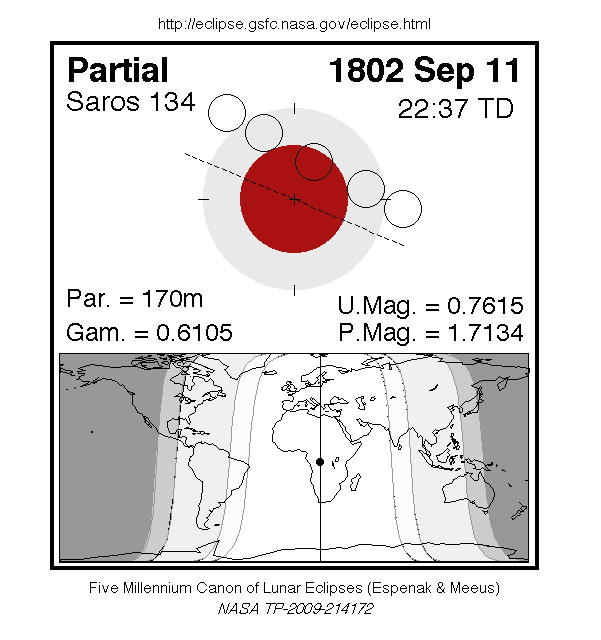 http://eclipse.gsfc.nasa.gov/eclipse.html
Partial 1802 Sep 11
Saros 134 22:37 TD
Par. = 170m U.Mag. = 0.7615
Gam. = 0.6105 P.Mag. = 1.7134
Five Millennium Canon of Lunar Eclipses (Espenak & Meeus)
NASA TP-2009-214172